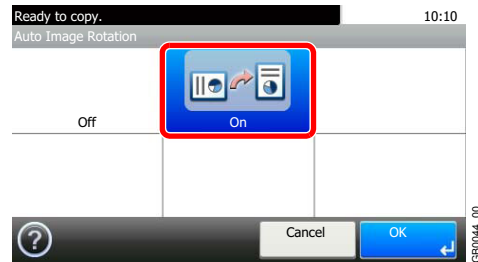 Ready to copy. 10:10
Auto Image Rotation
Off On
? Cancel OK
GB0044_00